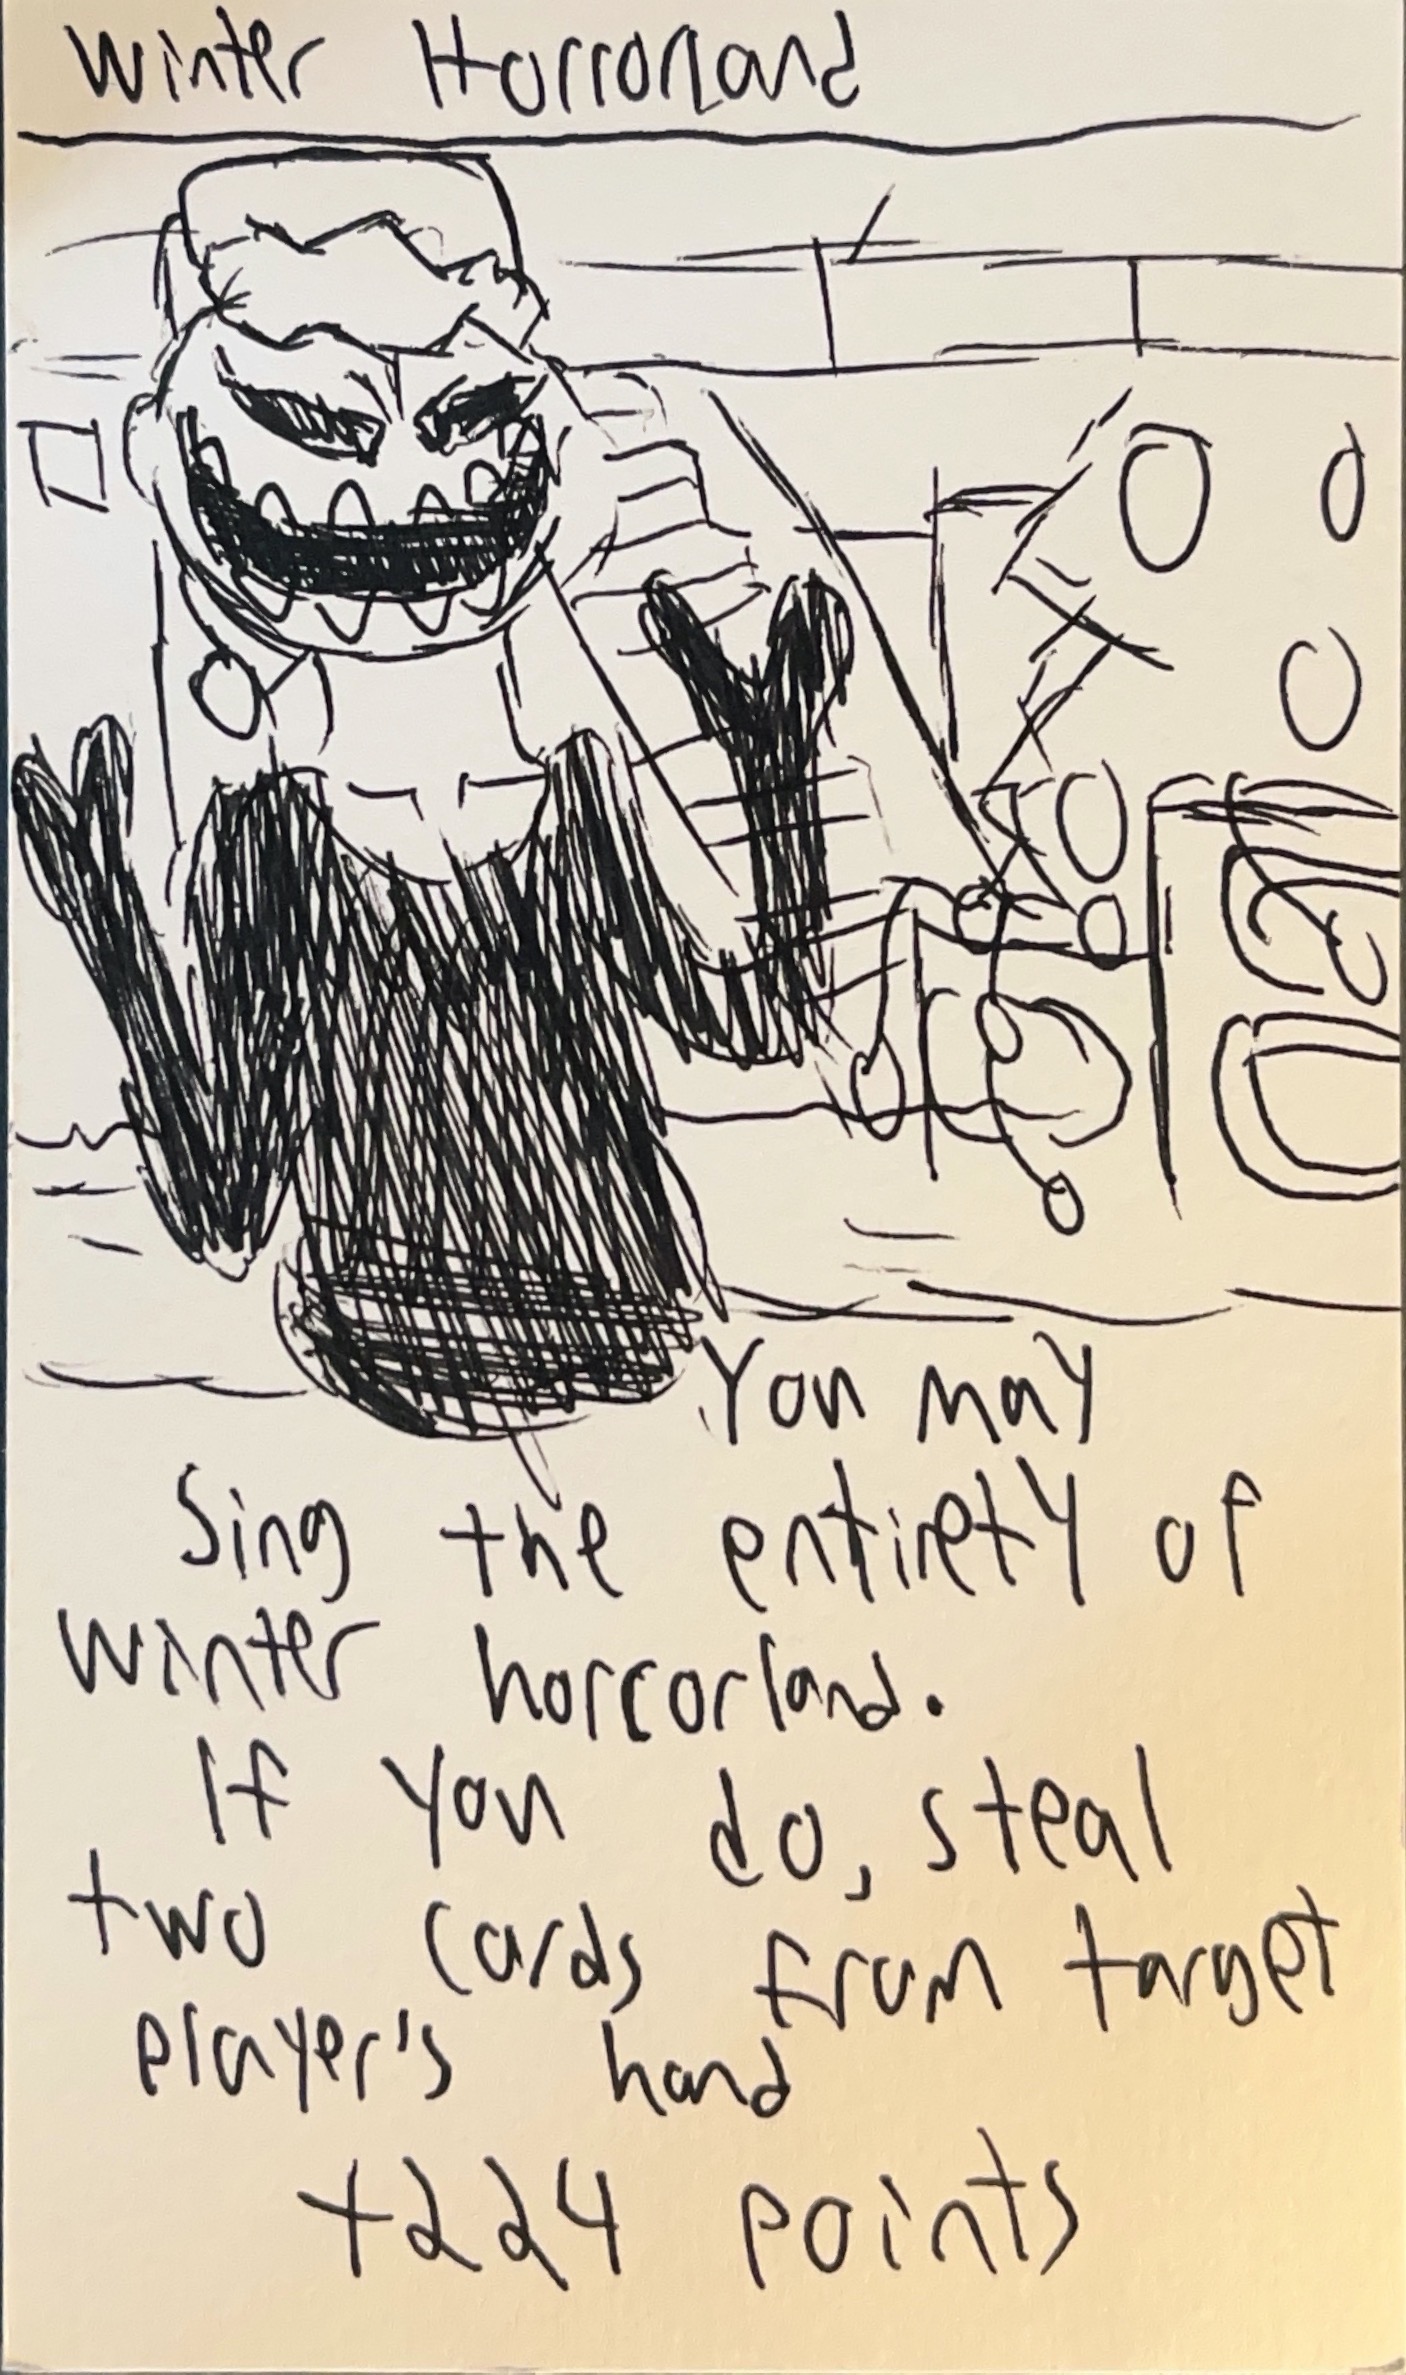 Winter Horrorland
You may
Sing the entirety of
winter horrorland.
If you do, steal
two cards from target
player's hand
+224 points